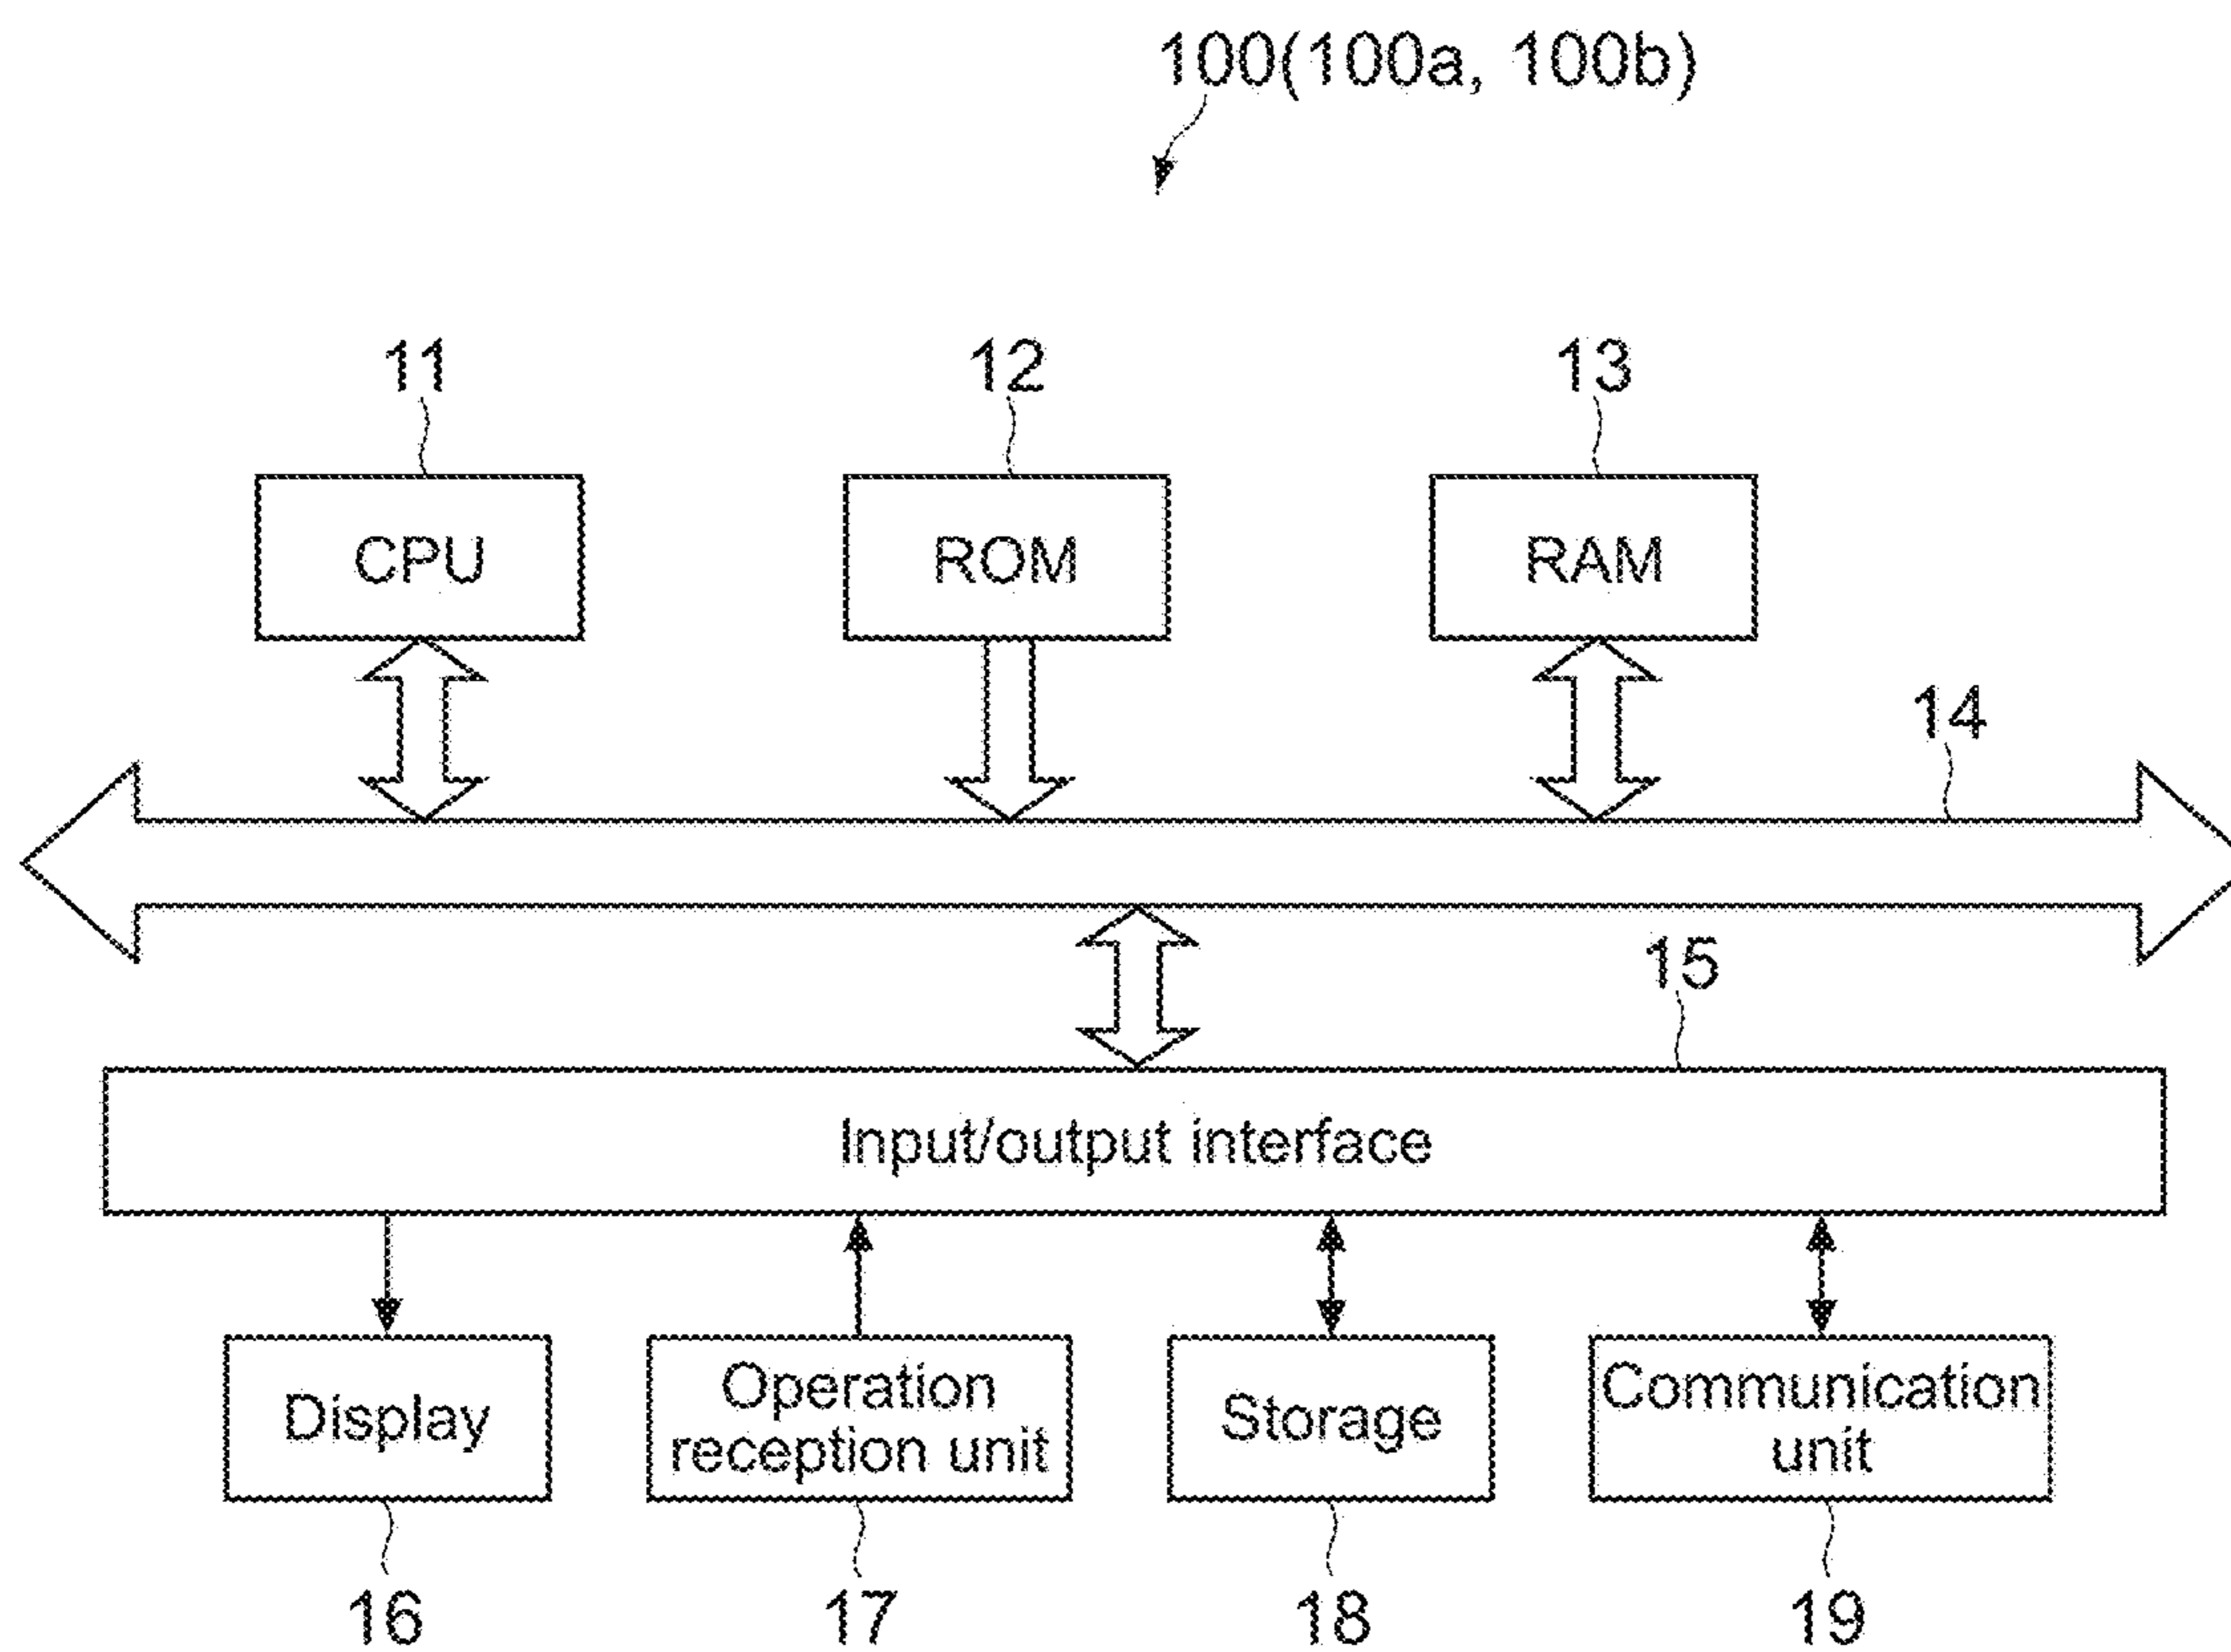 100(100a, 100b)
11
12
13
CPU
ROM
RAM
14
15
Input/output interface
Display
Operation
reception unit
Storage
Communication
unit
16
17
18
19